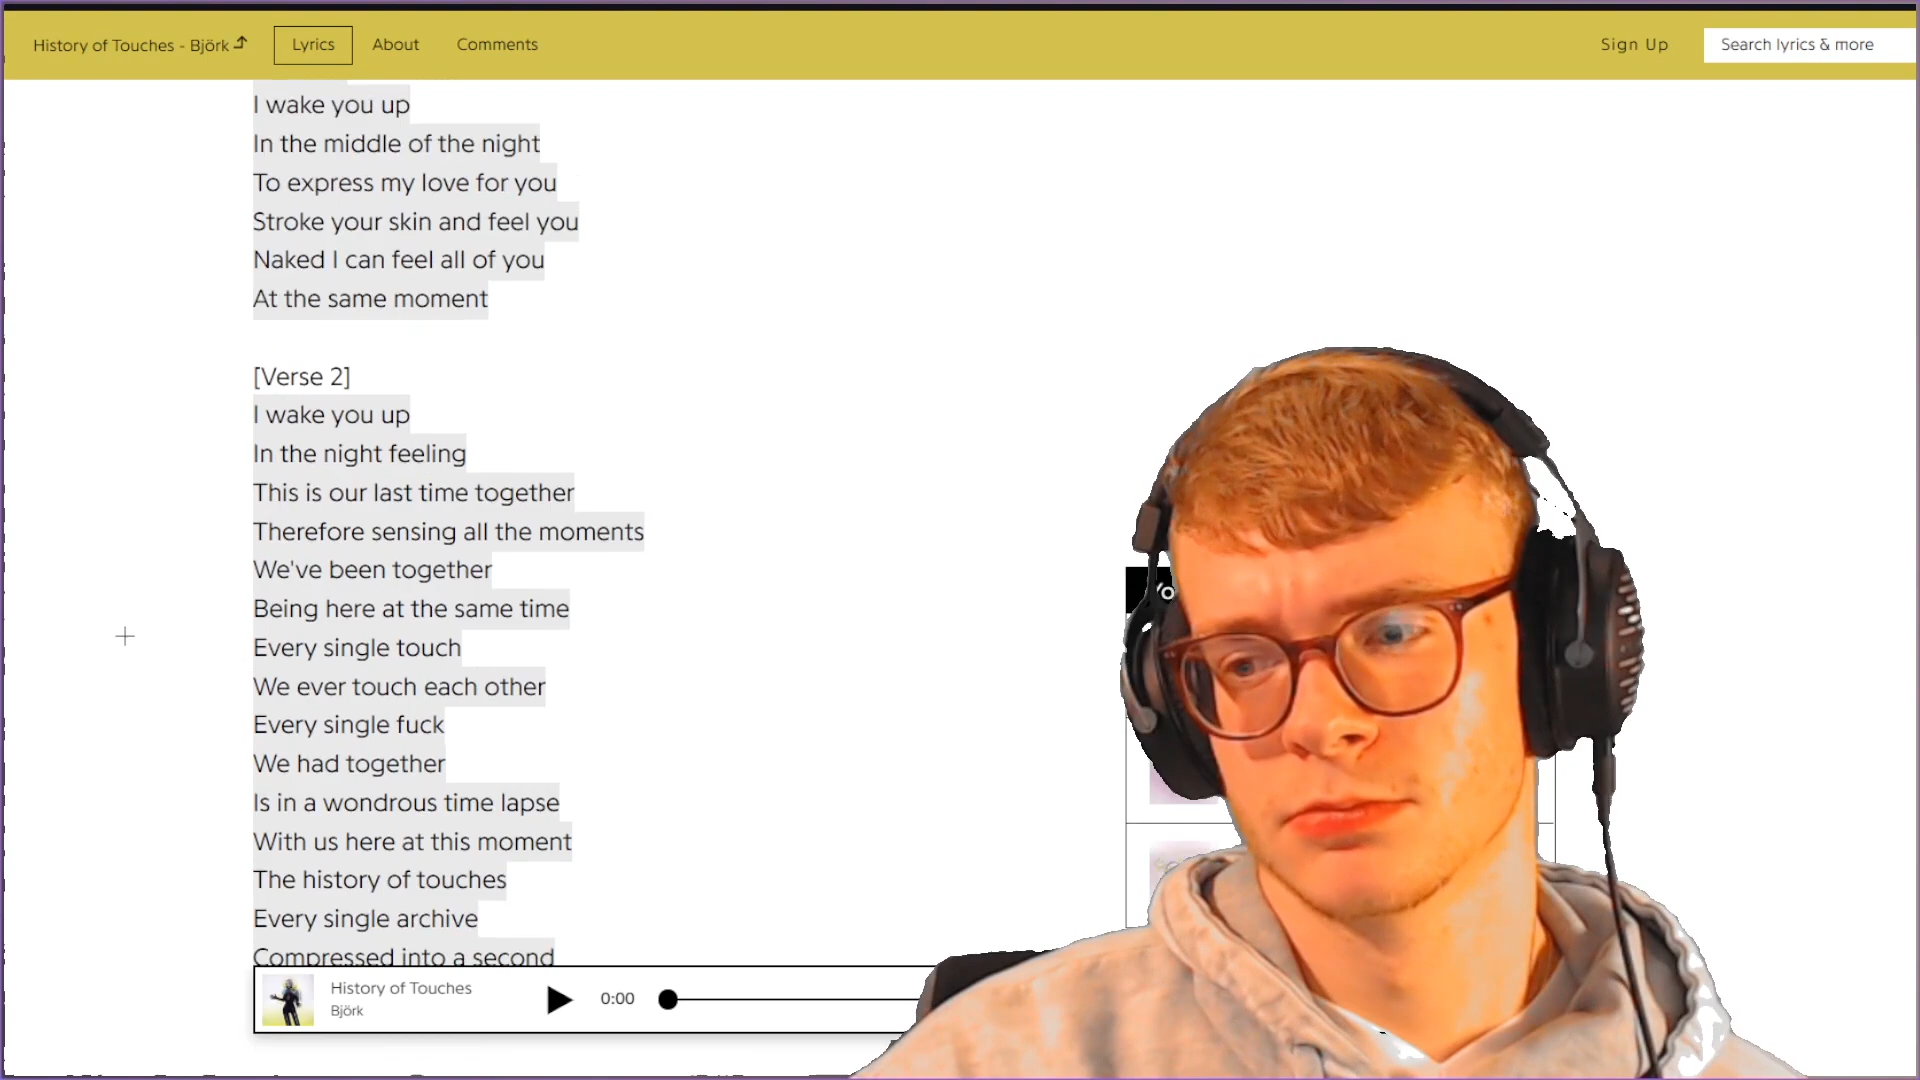 History of Touches - Björk Lyrics About Comments Sign Up Search lyrics & more
I wake you up
In the middle of the night
To express my love for you
Stroke your skin and feel you
Naked I can feel all of you
At the same moment
[Verse 2]
I wake you up
In the night feeling
This is our last time together
Therefore sensing all the moments
We've been together
Being here at the same time
Every single touch
We ever touch each other
Every single fuck
We had together
Is in a wondrous time lapse
With us here at this moment
The history of touches
Every single archive
Compressed into a second
History of Touches
Björk
0:00